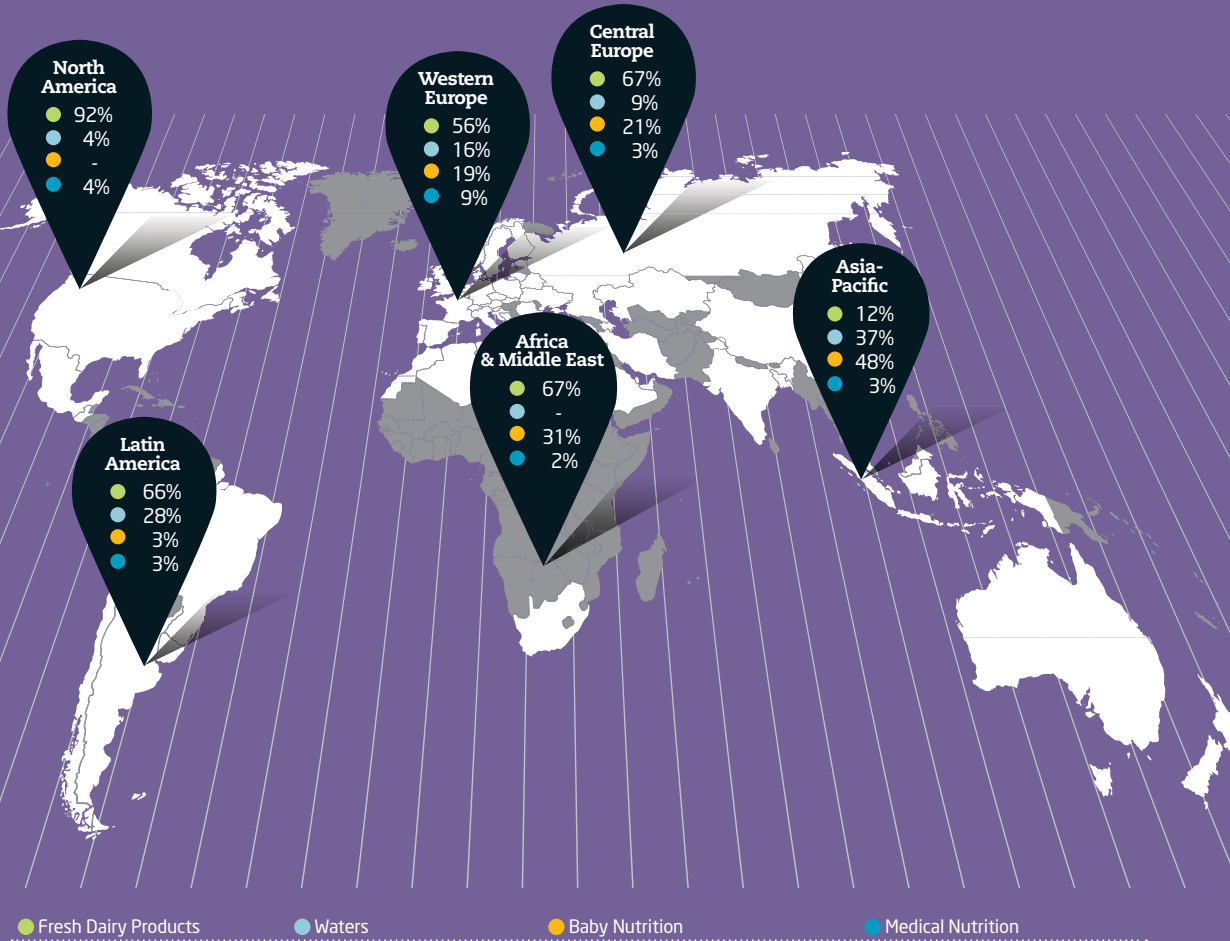 North
America
92%
4%
-
4%
Western
Europe
56%
16%
19%
9%
Central
Europe
67%
9%
21%
3%
Asia-
Pacific
12%
37%
48%
3%
Africa
& Middle East
67%
-
31%
2%
Latin
America
66%
28%
3%
3%
Fresh Dairy Products
Waters
Baby Nutrition
Medical Nutrition